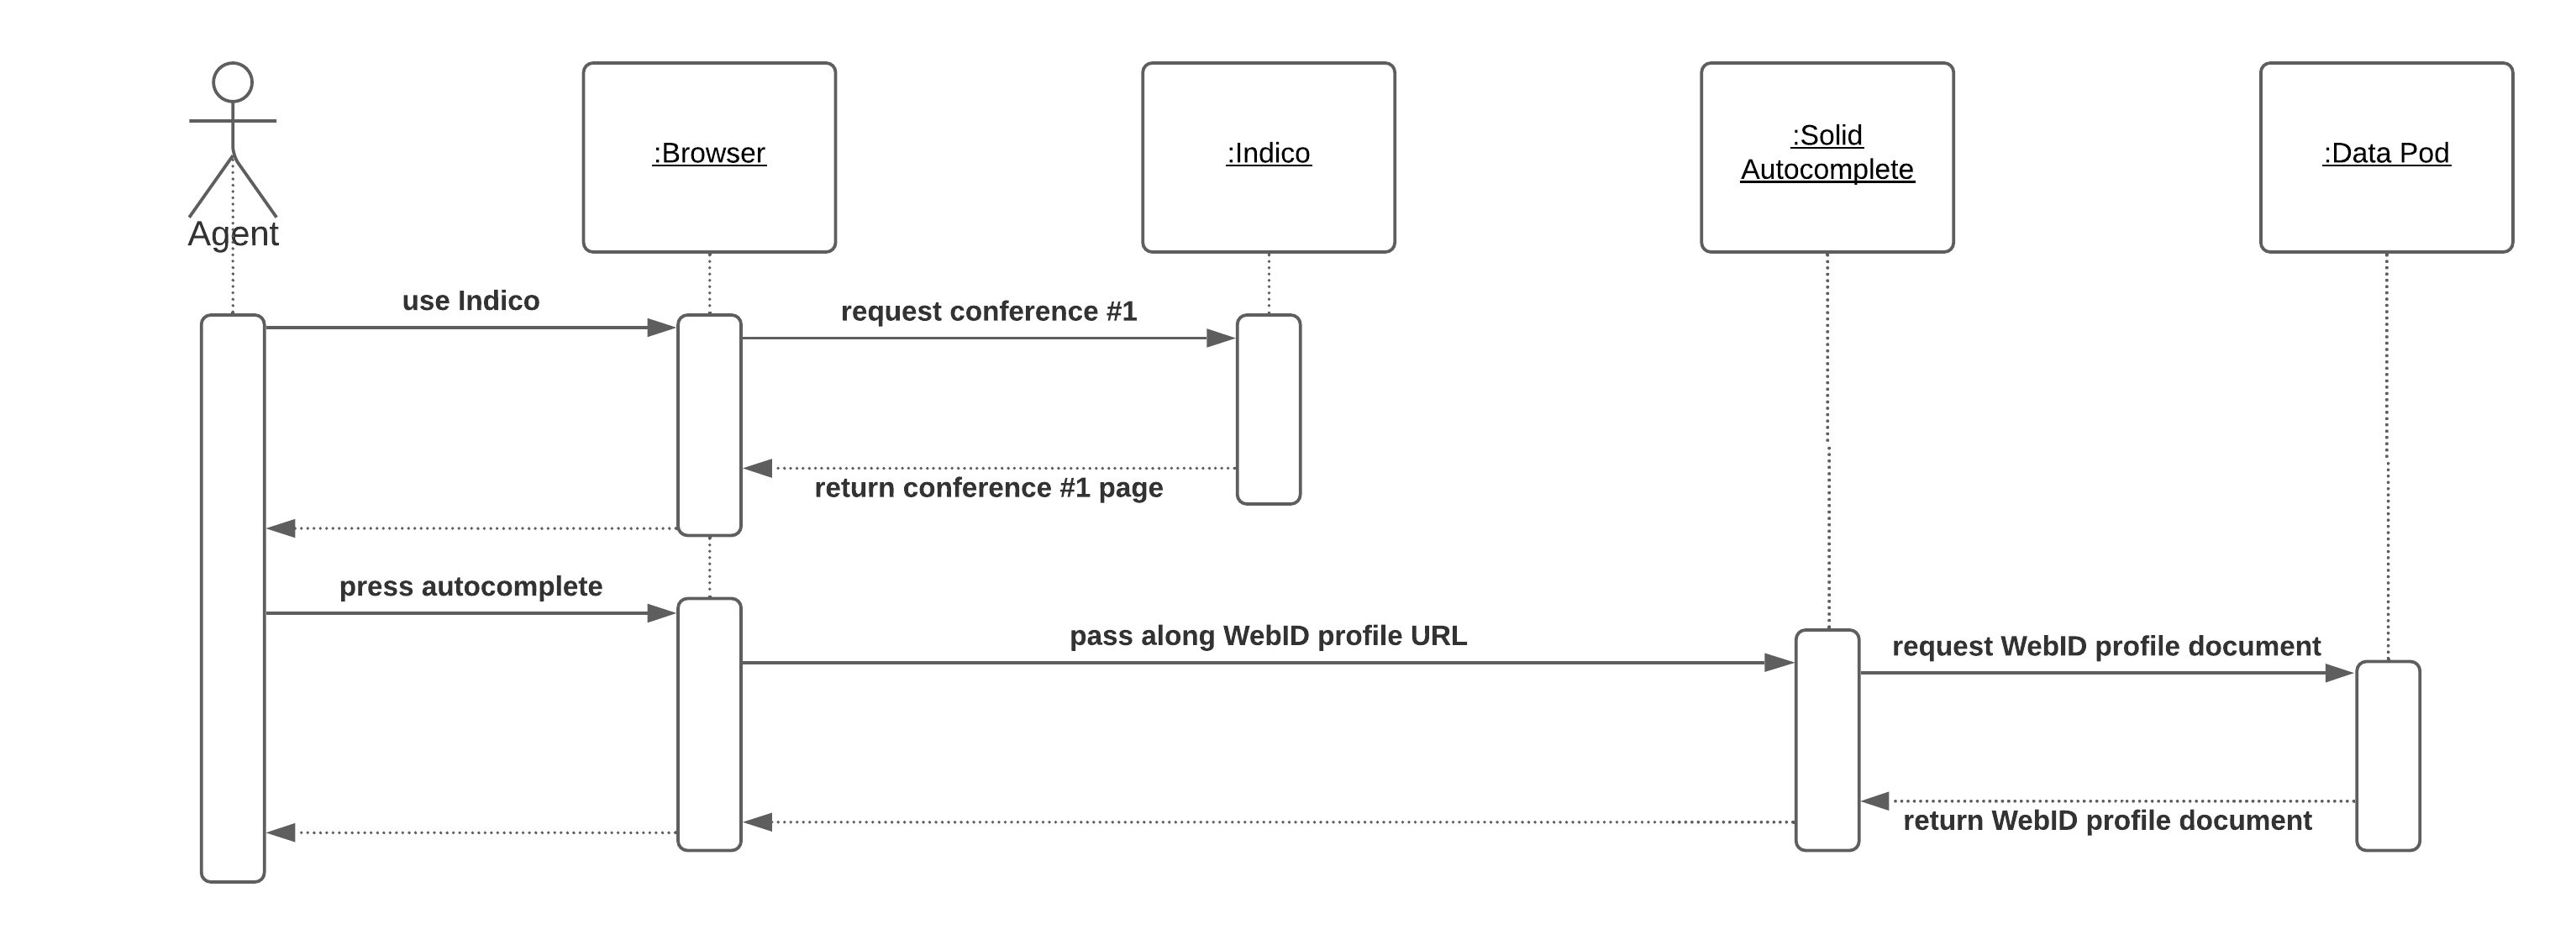 :Browser
:Indico
:Solid
Autocomplete
:Data Pod
Agent
use Indico
request conference #1
return conference #1 page
press autocomplete
pass along WebID profile URL
request WebID profile document
return WebID profile document